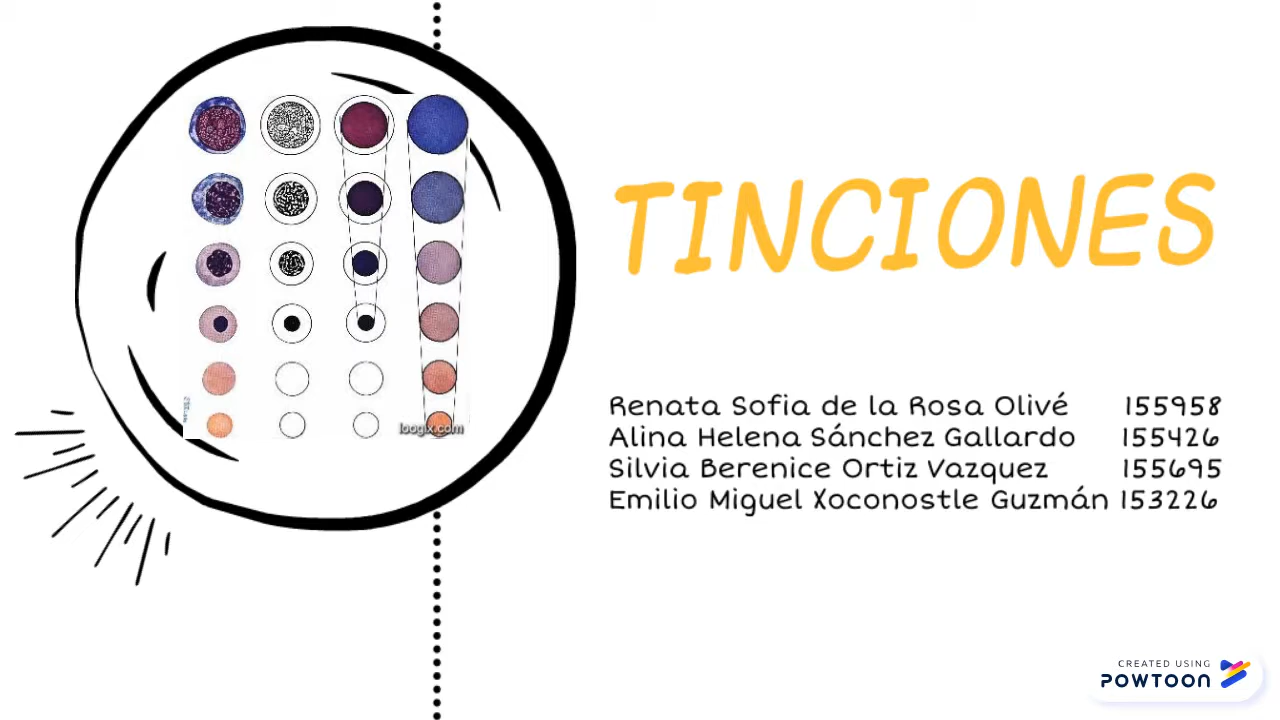 TINCIONES
Renata Sofia de la Rosa Olivé 155958
Alina Helena Sánchez Gallardo 155426
Silvia Berenice Ortiz Vazquez 155695
Emilio Miguel Xoconostle Guzmán 153226
loogix.com
CREATED USING
POWTOON